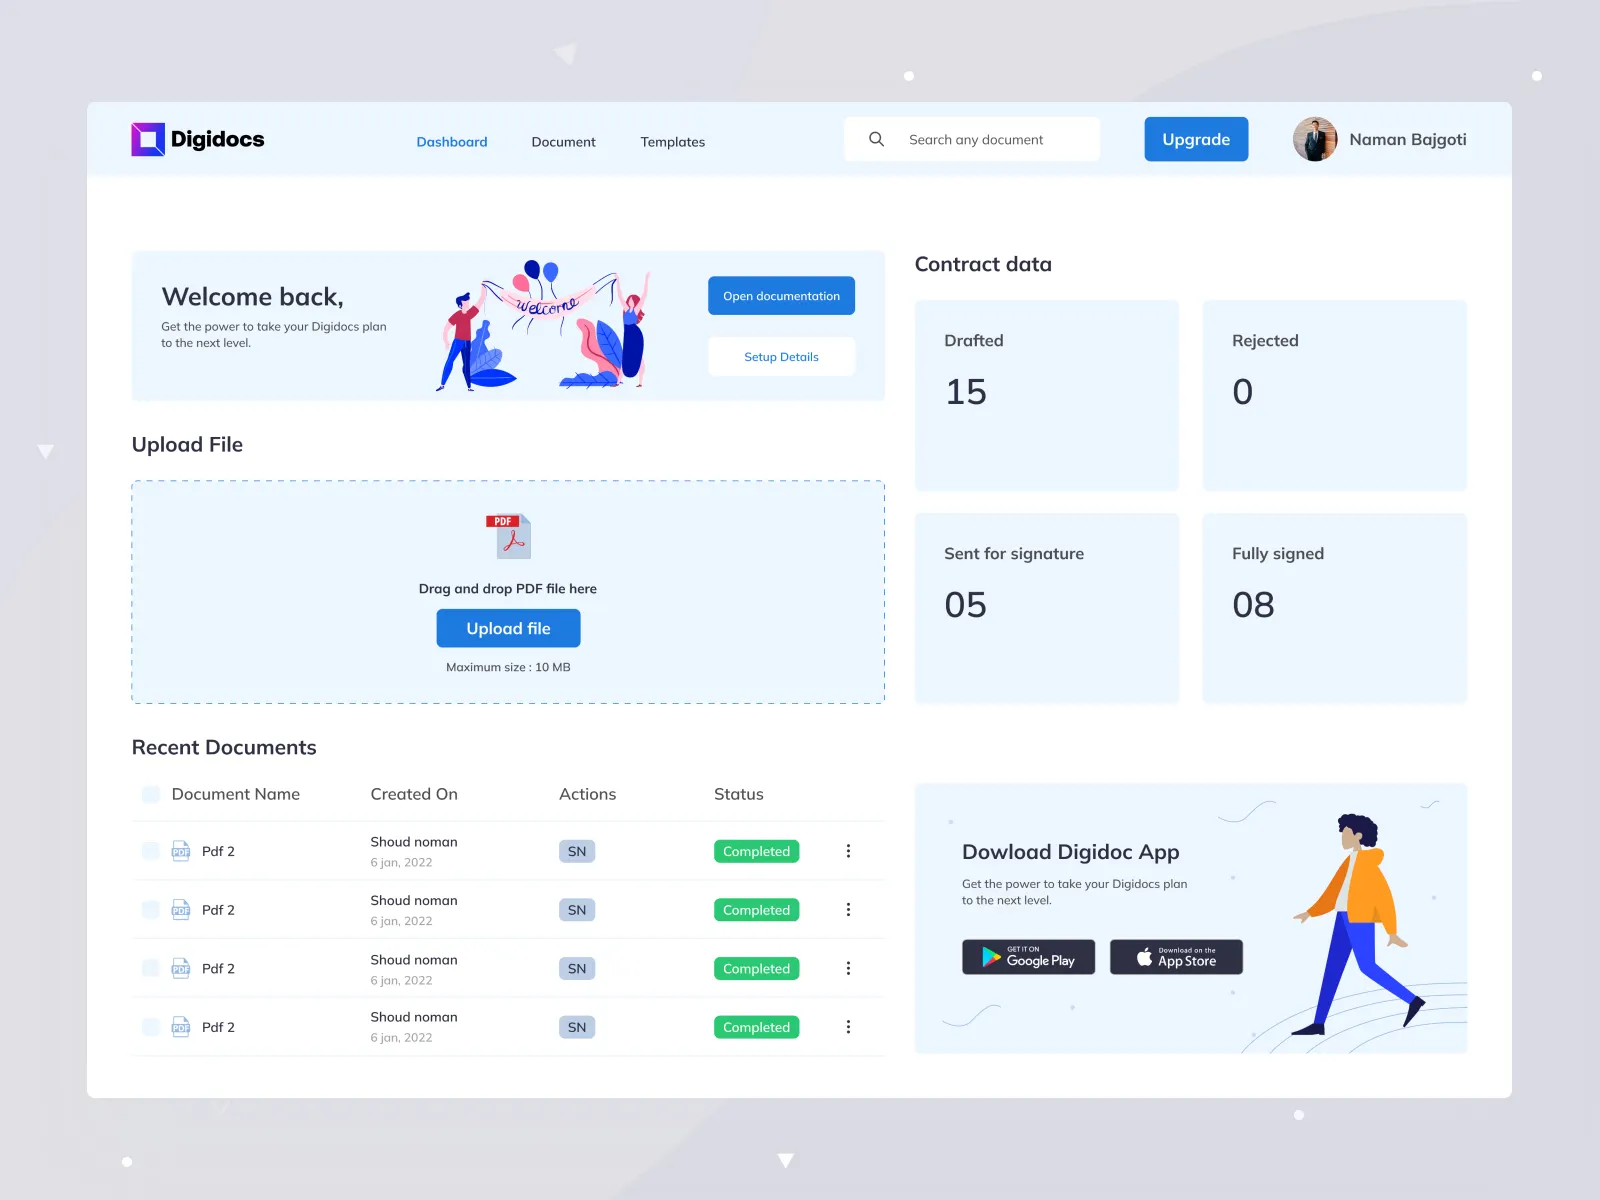 Digidocs
Dashboard
Document
Templates
Search any document
Upgrade
Naman Bajgoti
Welcome back,
Get the power to take your Digidocs plan
to the next level.
welcome
Open documentation
Setup Details
Contract data
Drafted
15
Rejected
0
Sent for signature
05
Fully signed
08
Upload File
PDF
Drag and drop PDF file here
Upload file
Maximum size : 10 MB
Recent Documents
Document Name
Created On
Actions
Status
PDF
Pdf 2
Shoud noman
6 jan, 2022
SN
Completed
PDF
Pdf 2
Shoud noman
6 jan, 2022
SN
Completed
PDF
Pdf 2
Shoud noman
6 jan, 2022
SN
Completed
PDF
Pdf 2
Shoud noman
6 jan, 2022
SN
Completed
Dowload Digidoc App
Get the power to take your Digidocs plan
to the next level.
GET IT ON
Google Play
Download on the
App Store